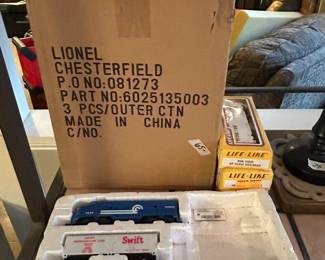 LIONEL
CHESTERFIELD
P.O NO:081273
PART NO:6025135003
3 PCS/OUTER CTN
MADE IN CHINA
C/NO.
65-
LIFE-LIKE
LIFE-LIKE
Swift